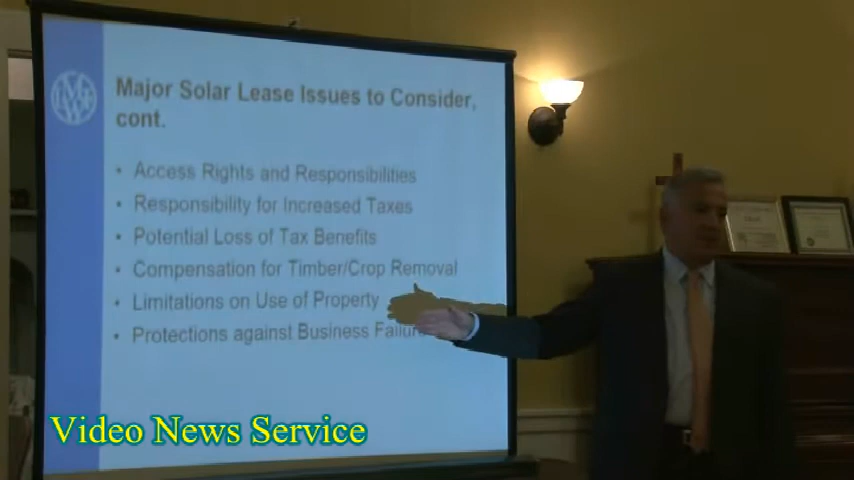 Major Solar Lease Issues to Consider,
cont.
• Access Rights and Responsibilities
• Responsibility for Increased Taxes
• Potential Loss of Tax Benefits
• Compensation for Timber/Crop Removal
• Limitations on Use of Property
• Protections against Business Failure
Video News Service